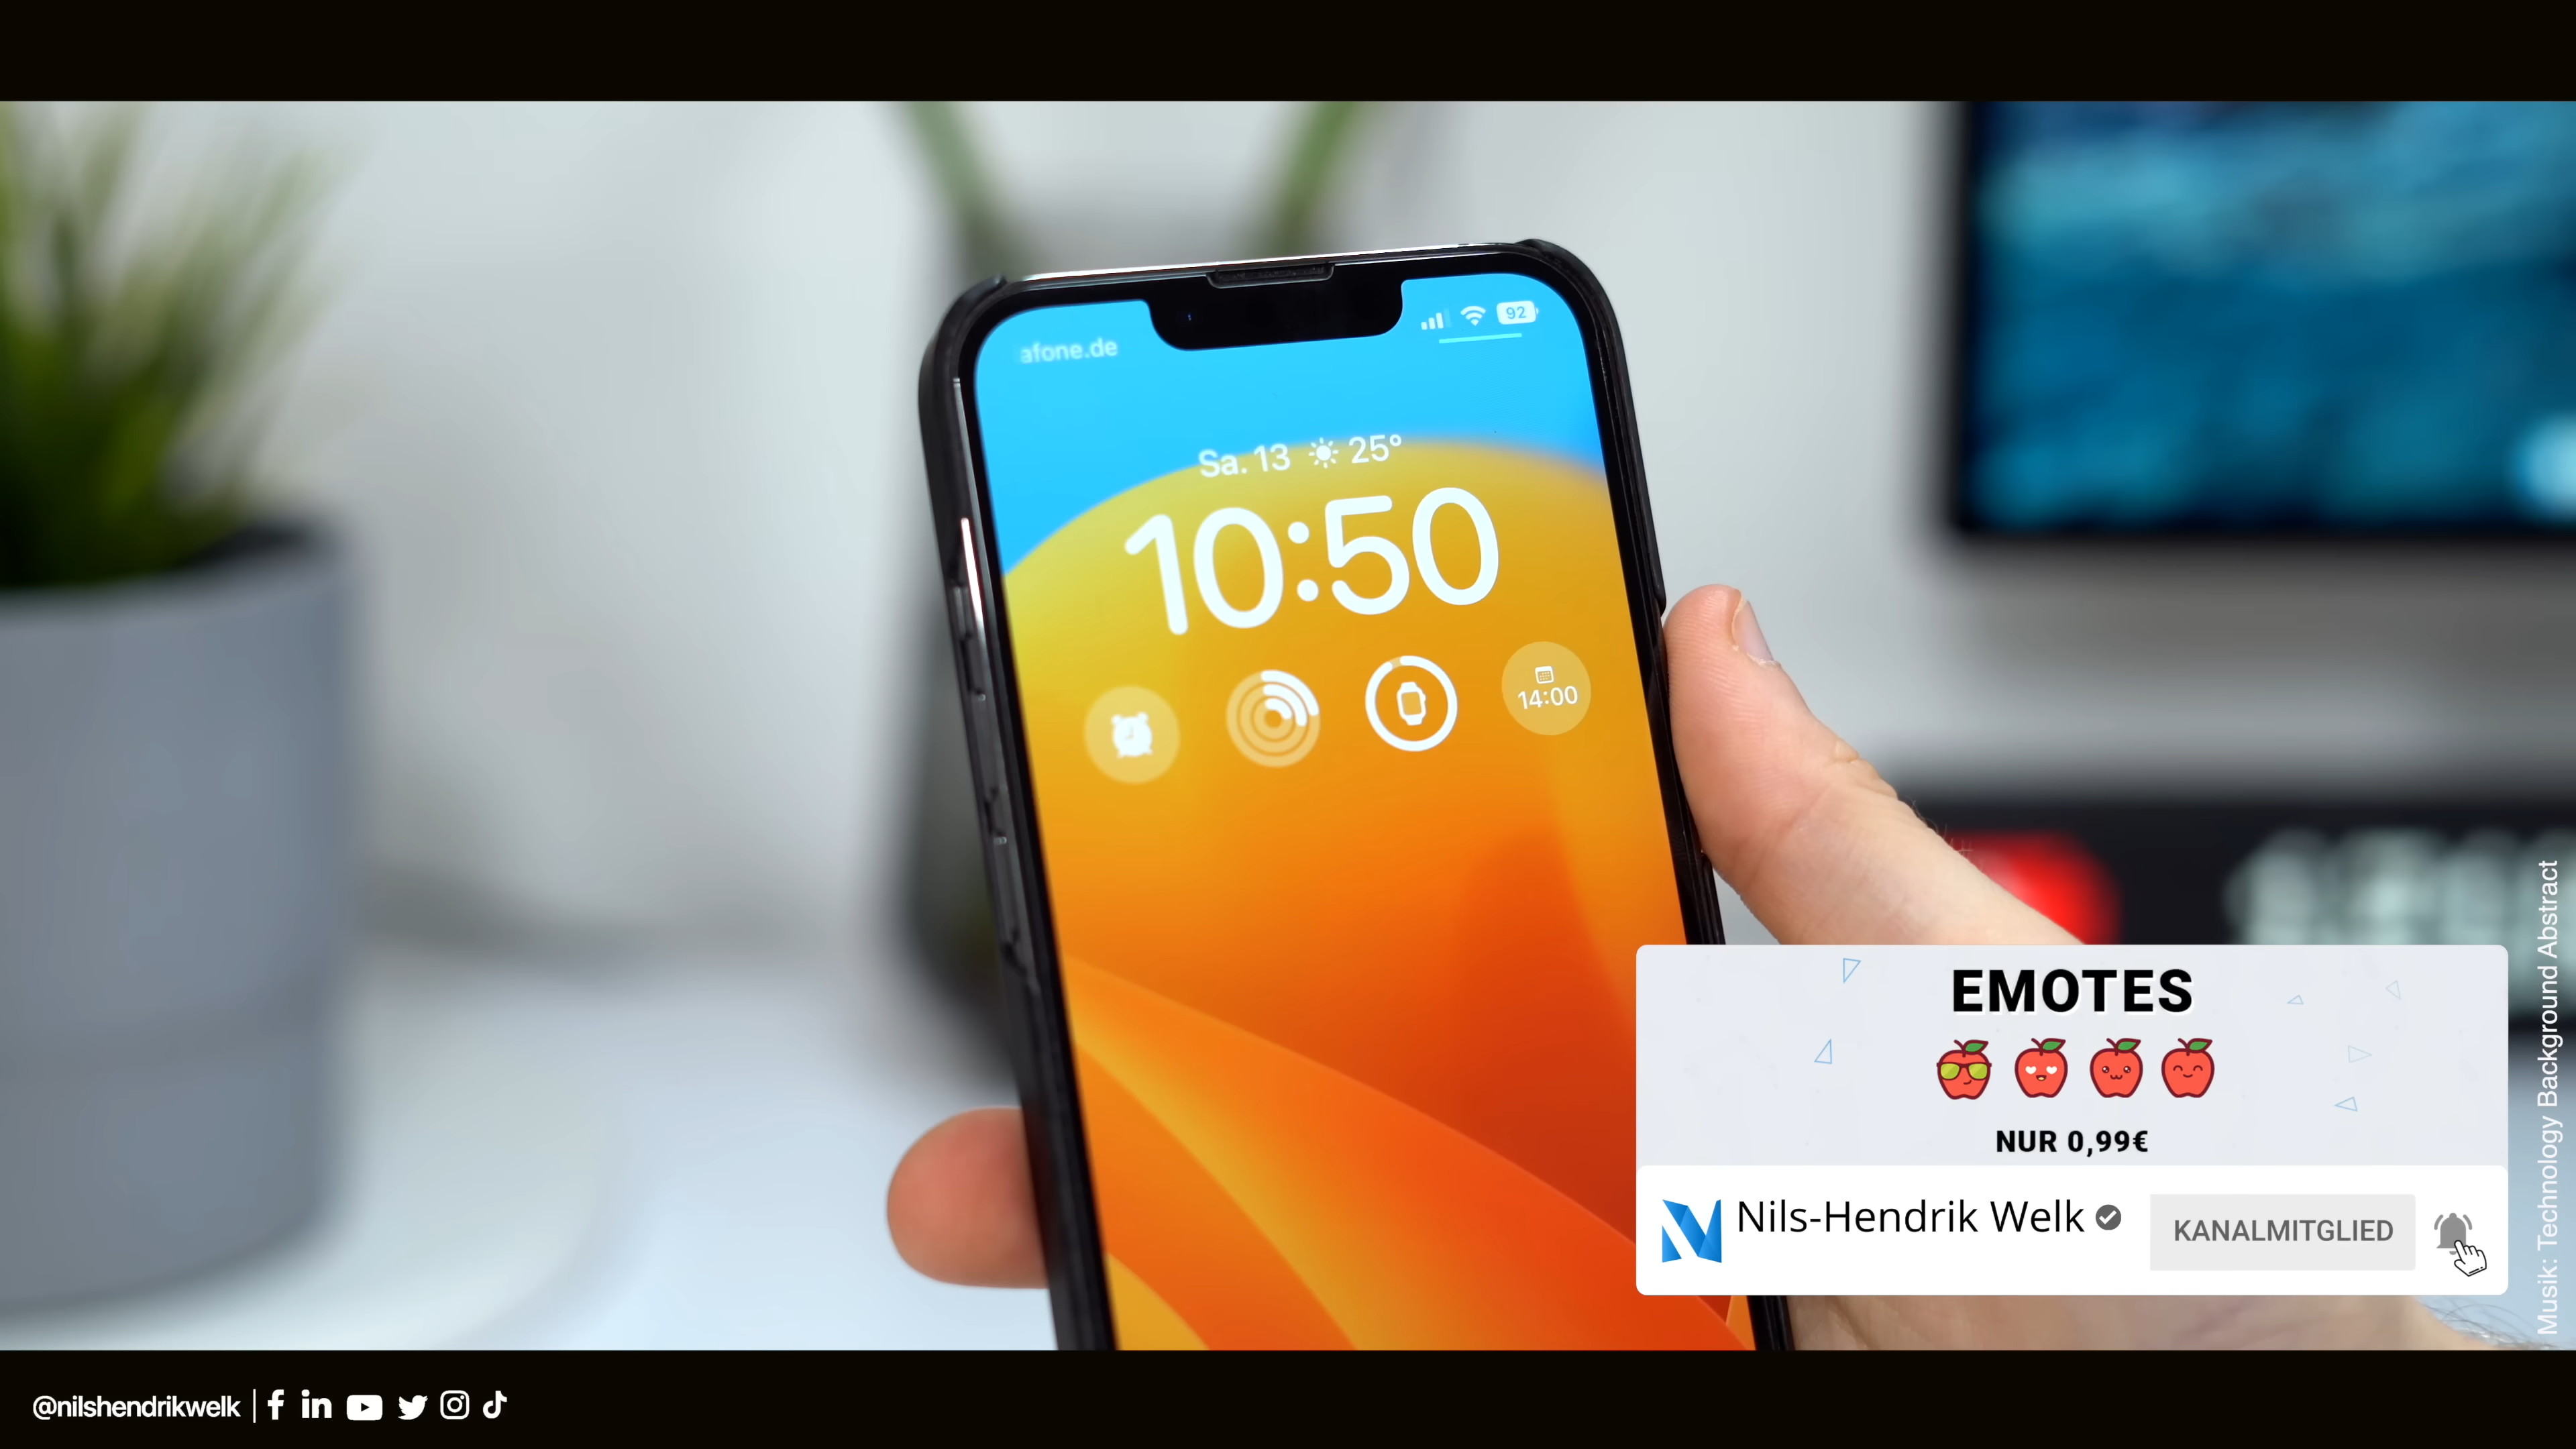 afone.de
92
Sa. 13 25°
10:50
14:00
EMOTES
NUR 0,99€
Nils-Hendrik Welk
KANALMITGLIED
Musik: Technology Background Abstract
@nilshendrikwelk